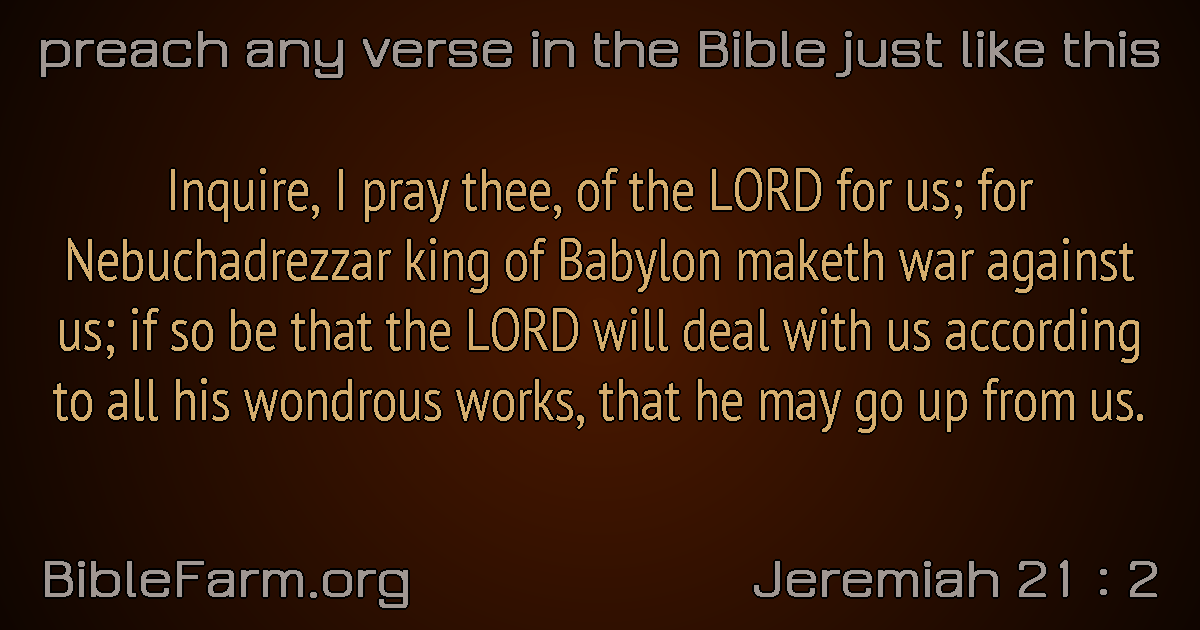 preach any verse in the Bible just like this
Inquire, I pray thee, of the LORD for us; for
Nebuchadrezzar king of Babylon maketh war against
us; if so be that the LORD will deal with us according
to all his wondrous works, that he may go up from us.
BibleFarm.org
Jeremiah 21 : 2